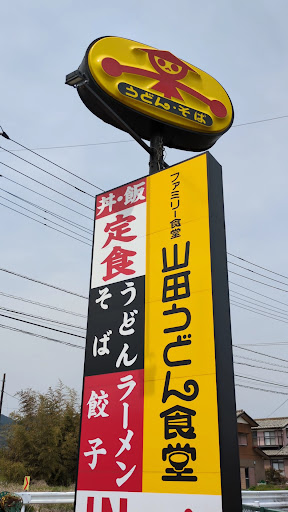 うどん・そば
ファミリー食堂
山田うどん食堂
丼・飯
定食
うどん
そば
ラーメン
餃子
IN